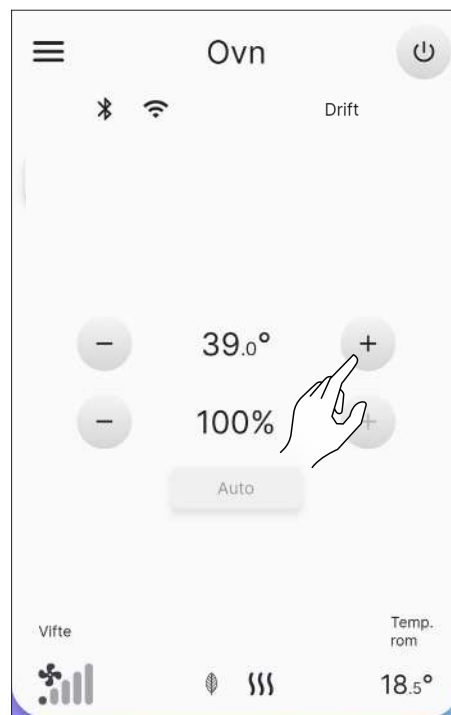 Ovn
Drift
− 39.0° +
− 100% +
Auto
Vifte
Temp.
rom
18.5°